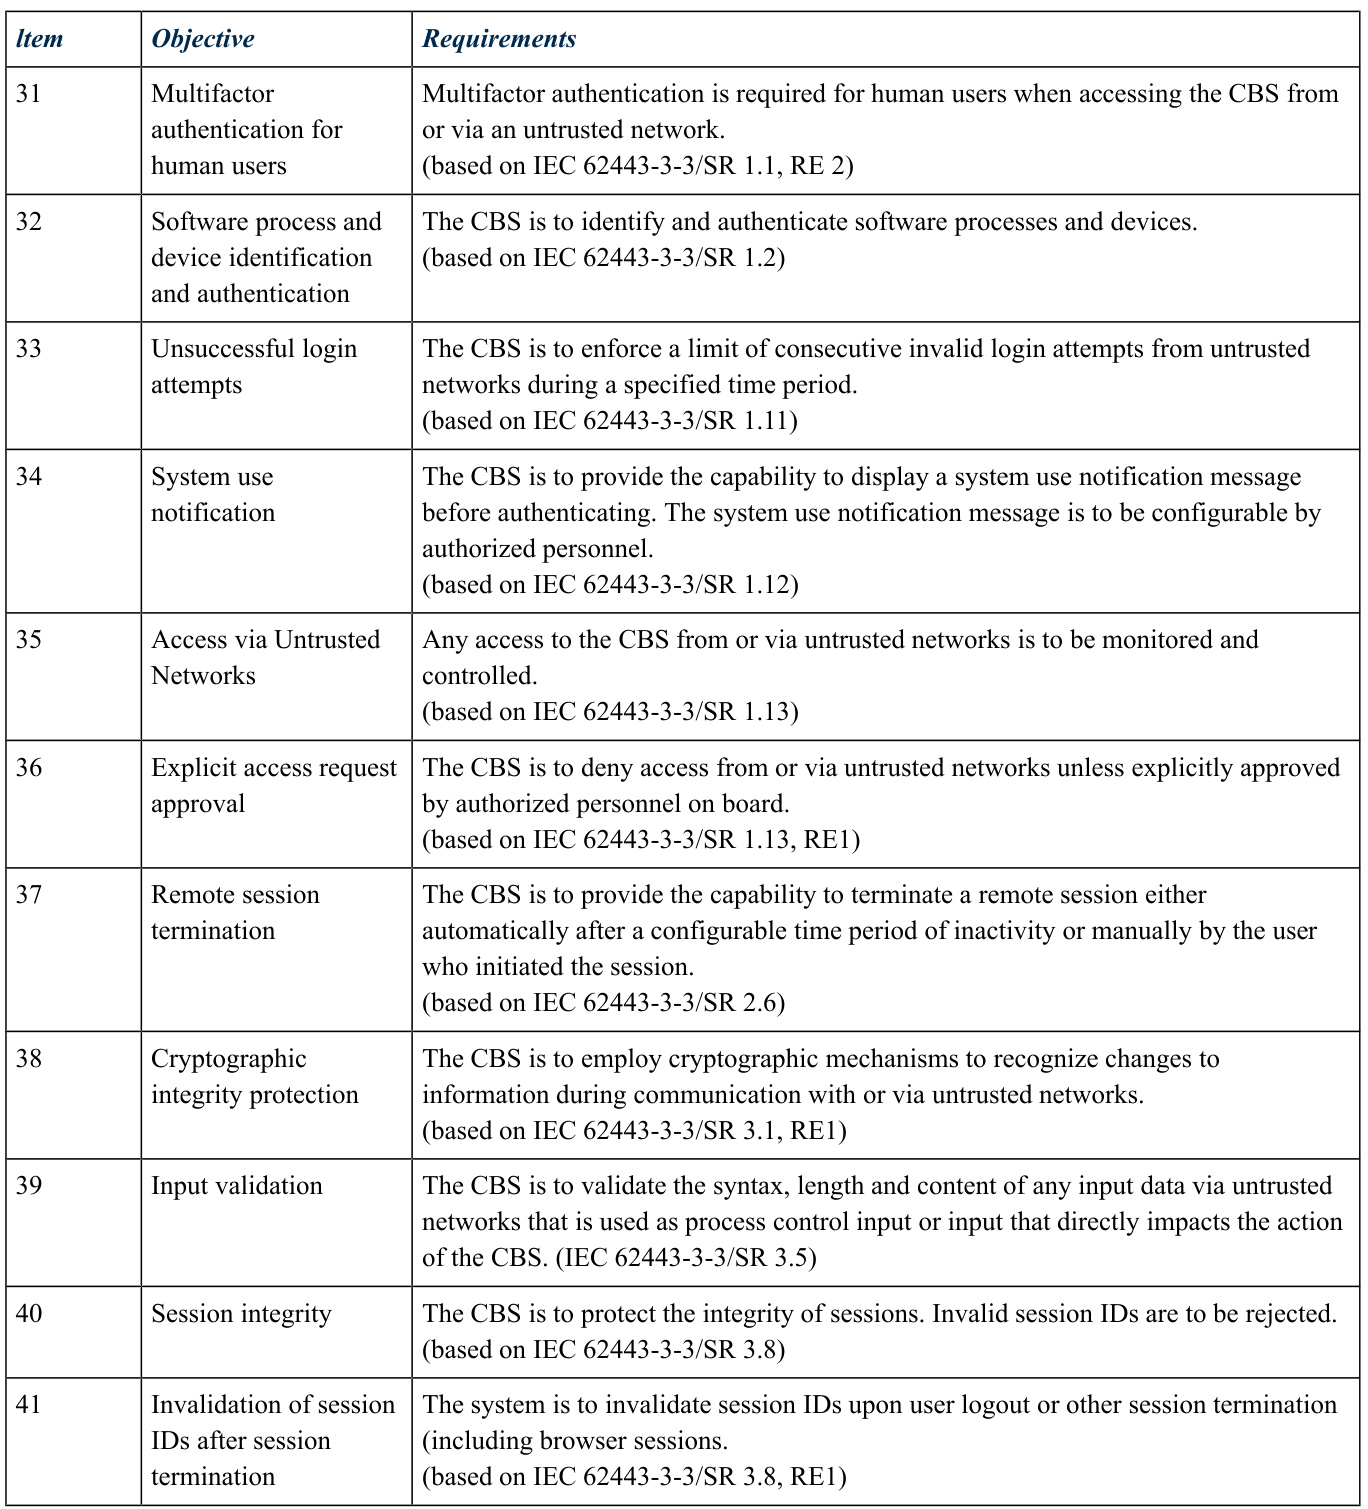 Item Objective Requirements
31 Multifactor Multifactor authentication is required for human users when accessing the CBS from
authentication for or via an untrusted network.
human users (based on IEC 62443-3-3/SR 1.1, RE 2)
32 Software process and The CBS is to identify and authenticate software processes and devices.
device identification (based on IEC 62443-3-3/SR 1.2)
and authentication
33 Unsuccessful login The CBS is to enforce a limit of consecutive invalid login attempts from untrusted
attempts networks during a specified time period.
(based on IEC 62443-3-3/SR 1.11)
34 System use The CBS is to provide the capability to display a system use notification message
notification before authenticating. The system use notification message is to be configurable by
authorized personnel.
(based on IEC 62443-3-3/SR 1.12)
35 Access via Untrusted Any access to the CBS from or via untrusted networks is to be monitored and
Networks controlled.
(based on IEC 62443-3-3/SR 1.13)
36 Explicit access request The CBS is to deny access from or via untrusted networks unless explicitly approved
approval by authorized personnel on board.
(based on IEC 62443-3-3/SR 1.13, RE1)
37 Remote session The CBS is to provide the capability to terminate a remote session either
termination automatically after a configurable time period of inactivity or manually by the user
who initiated the session.
(based on IEC 62443-3-3/SR 2.6)
38 Cryptographic The CBS is to employ cryptographic mechanisms to recognize changes to
integrity protection information during communication with or via untrusted networks.
(based on IEC 62443-3-3/SR 3.1, RE1)
39 Input validation The CBS is to validate the syntax, length and content of any input data via untrusted
networks that is used as process control input or input that directly impacts the action
of the CBS. (IEC 62443-3-3/SR 3.5)
40 Session integrity The CBS is to protect the integrity of sessions. Invalid session IDs are to be rejected.
(based on IEC 62443-3-3/SR 3.8)
41 Invalidation of session The system is to invalidate session IDs upon user logout or other session termination
IDs after session (including browser sessions.
termination (based on IEC 62443-3-3/SR 3.8, RE1)